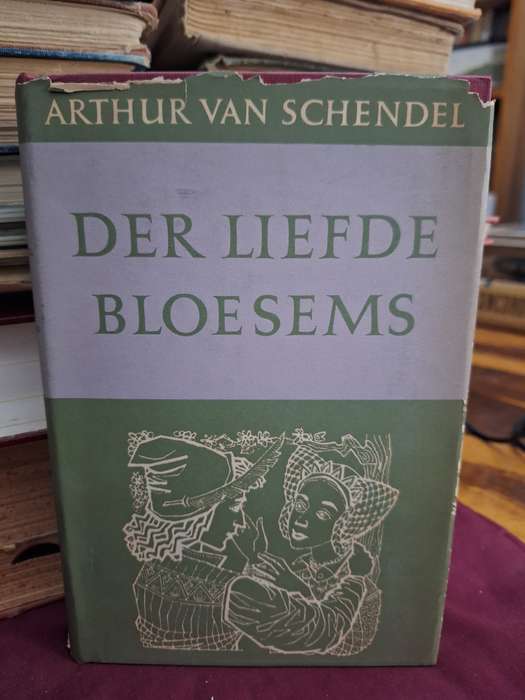 ARTHUR VAN SCHENDEL
DER LIEFDE
BLOESEMS